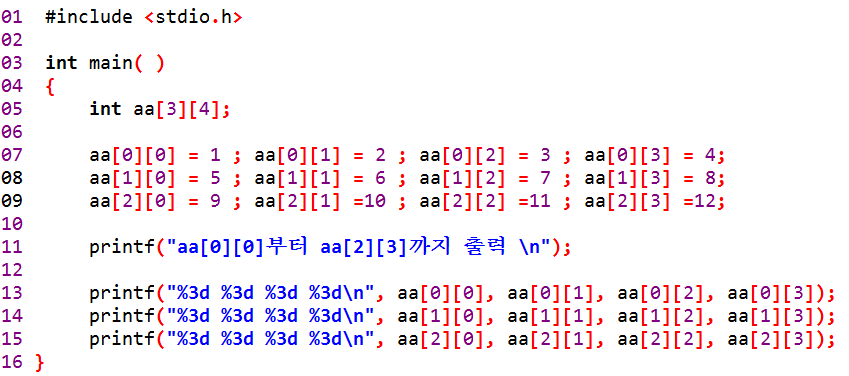 01 #include <stdio.h>
02
03 int main( )
04 {
05     int aa[3][4];
06
07     aa[0][0] = 1 ; aa[0][1] = 2 ; aa[0][2] = 3 ; aa[0][3] = 4;
08     aa[1][0] = 5 ; aa[1][1] = 6 ; aa[1][2] = 7 ; aa[1][3] = 8;
09     aa[2][0] = 9 ; aa[2][1] =10 ; aa[2][2] =11 ; aa[2][3] =12;
10
11     printf("aa[0][0]부터 aa[2][3]까지 출력 \n");
12
13     printf("%3d %3d %3d %3d\n", aa[0][0], aa[0][1], aa[0][2], aa[0][3]);
14     printf("%3d %3d %3d %3d\n", aa[1][0], aa[1][1], aa[1][2], aa[1][3]);
15     printf("%3d %3d %3d %3d\n", aa[2][0], aa[2][1], aa[2][2], aa[2][3]);
16 }